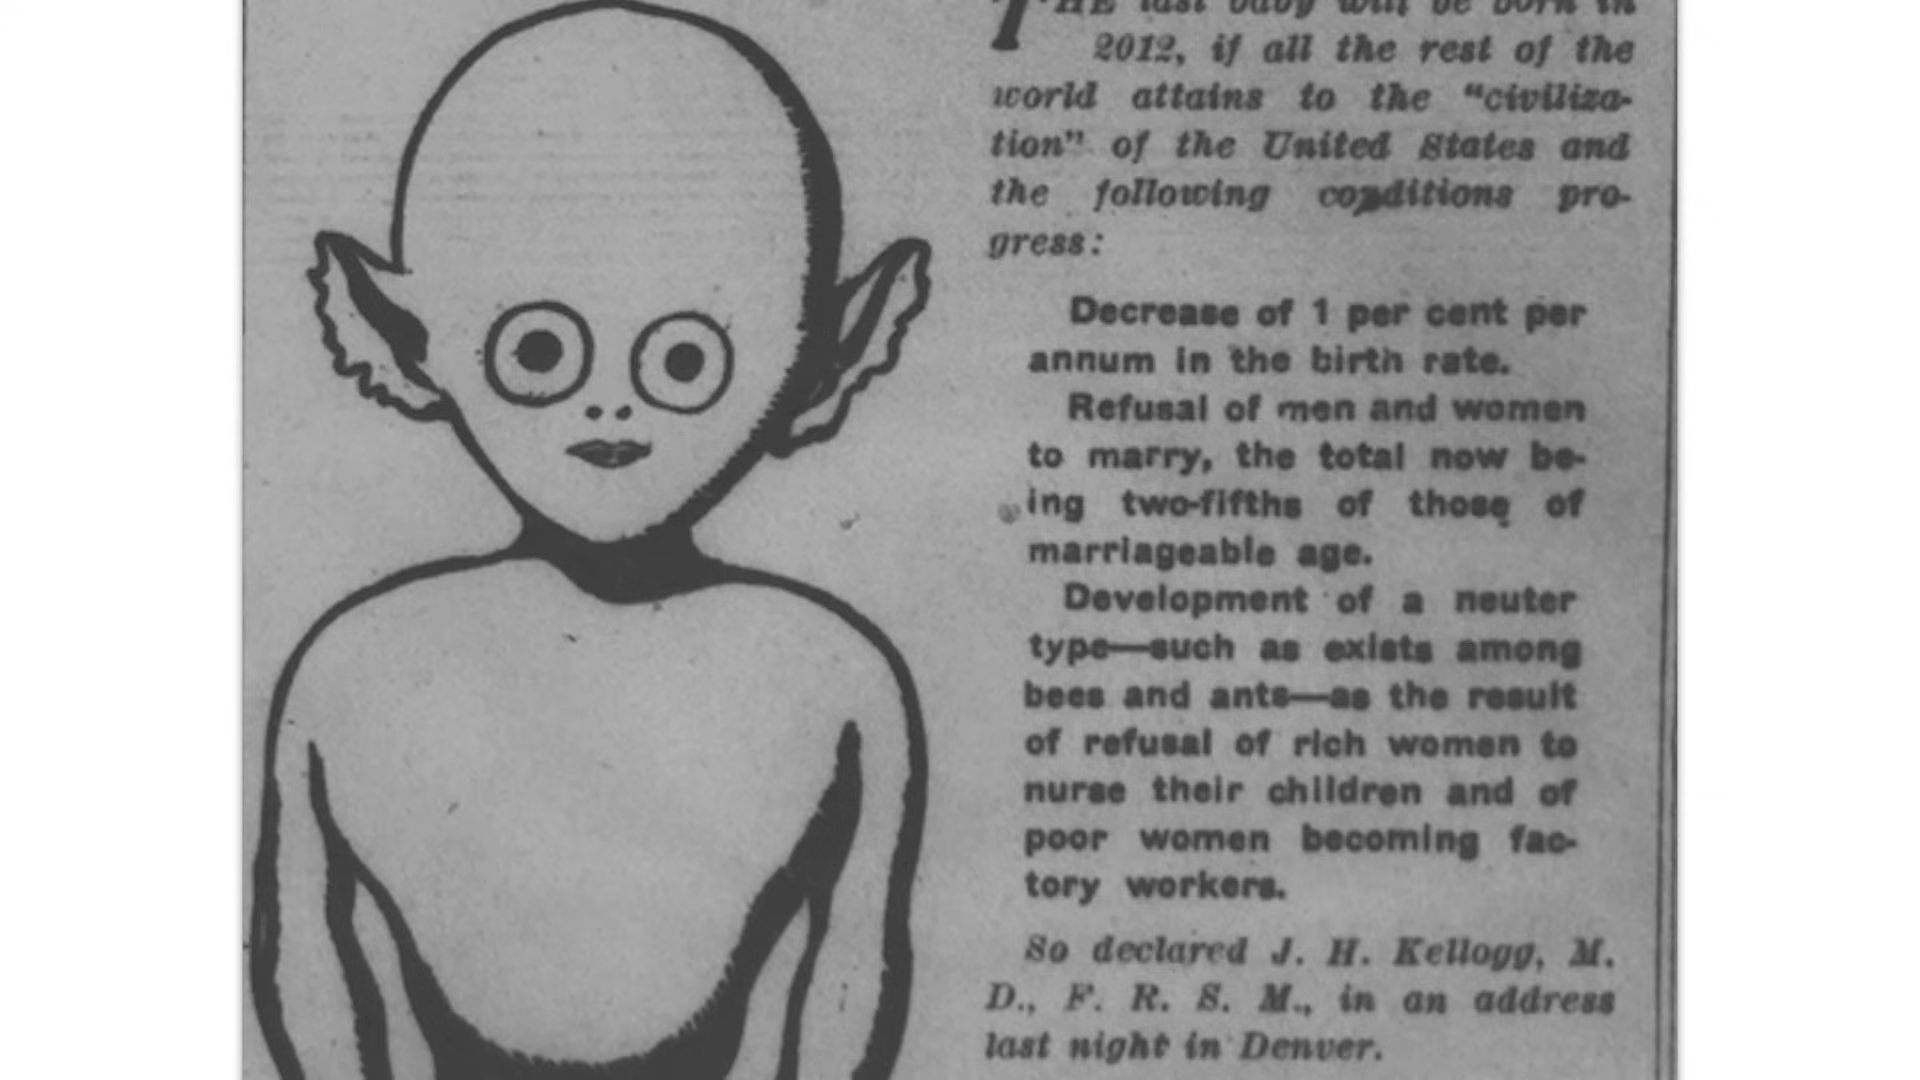 THE last baby will be born in
2012, if all the rest of the
world attains to the "civiliza-
tion" of the United States and
the following conditions pro-
gress:
Decrease of 1 per cent per
annum in the birth rate.
Refusal of men and women
to marry, the total now be-
ing two-fifths of those of
marriageable age.
Development of a neuter
type—such as exists among
bees and ants—as the result
of refusal of rich women to
nurse their children and of
poor women becoming fac-
tory workers.
So declared J. H. Kellogg, M.
D., F. R. S. M., in an address
last night in Denver.